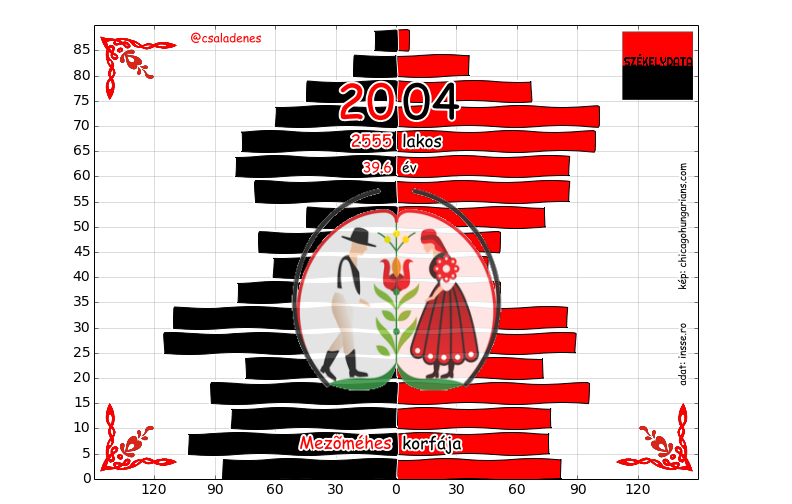 @csaladenes
SZÉKELYDATA
2004
2555 lakos
39.6 év
kép: chicagohungarians.com
adat: insse.ro
Mezőméhes korfája
85
80
75
70
65
60
55
50
45
40
35
30
25
20
15
10
5
0
120 90 60 30 0 30 60 90 120